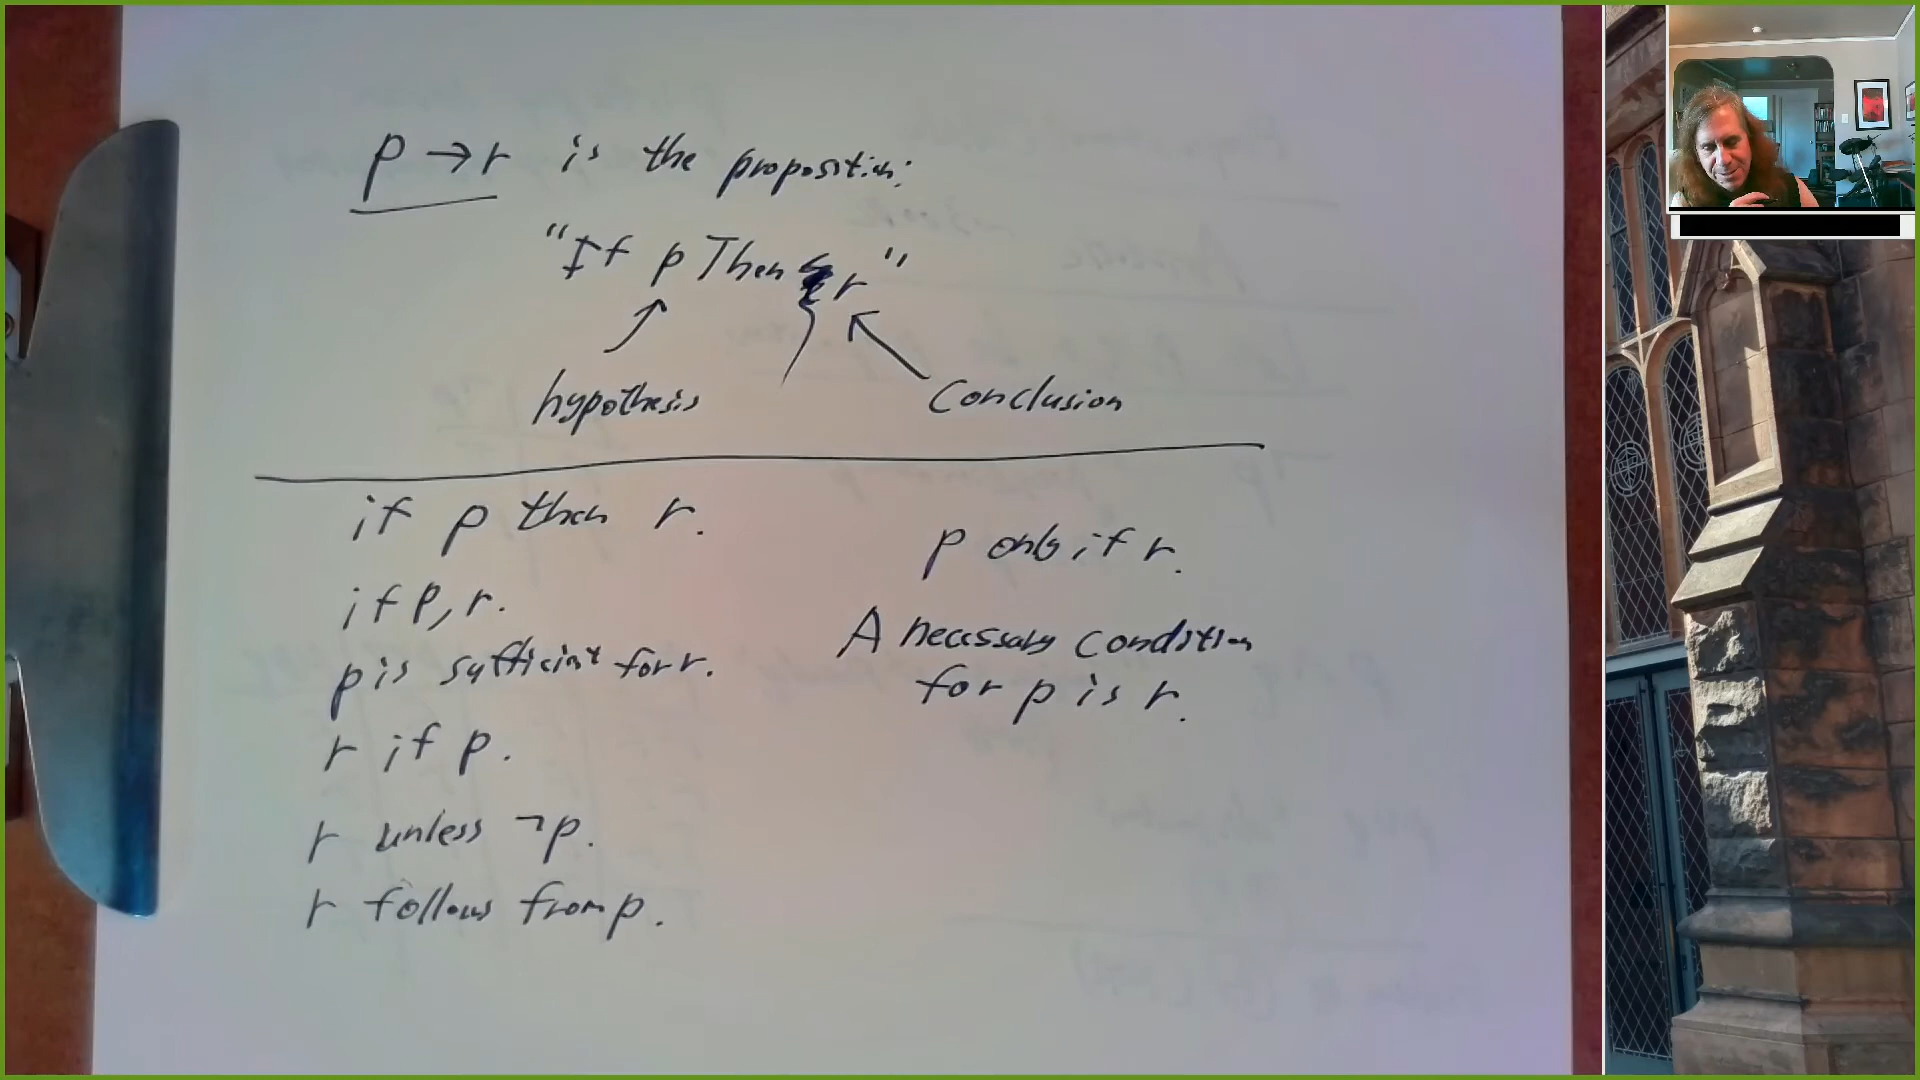 p → r is the proposition:
"If p Then r"
hypothesis
Conclusion
if p then r.
if p, r.
p is sufficient for r.
r if p.
r unless ¬p.
r follows from p.
p only if r.
A necessary condition
for p is r.